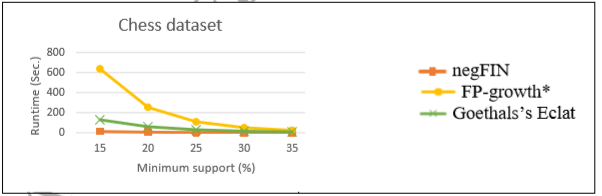 Chess dataset
Runtime (Sec.)
800
600
400
200
0
15 20 25 30 35
Minimum support (%)
negFIN
FP-growth*
Goethals's Eclat